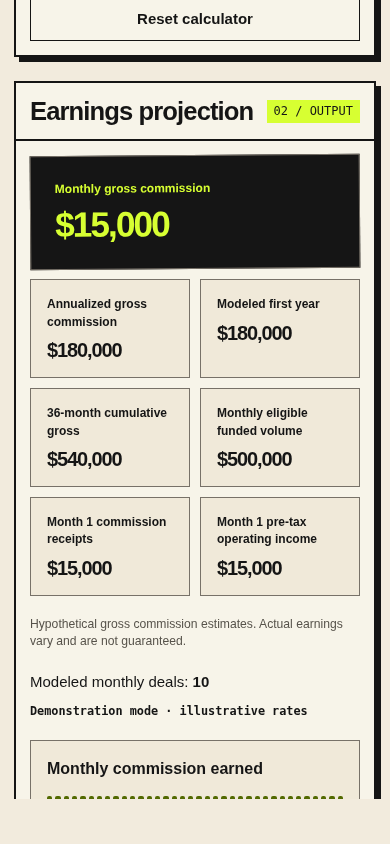 Reset calculator
Earnings projection
02 / OUTPUT
Monthly gross commission
$15,000
Annualized gross
commission
$180,000
Modeled first year
$180,000
36-month cumulative
gross
$540,000
Monthly eligible
funded volume
$500,000
Month 1 commission
receipts
$15,000
Month 1 pre-tax
operating income
$15,000
Hypothetical gross commission estimates. Actual earnings
vary and are not guaranteed.
Modeled monthly deals: 10
Demonstration mode · illustrative rates
Monthly commission earned